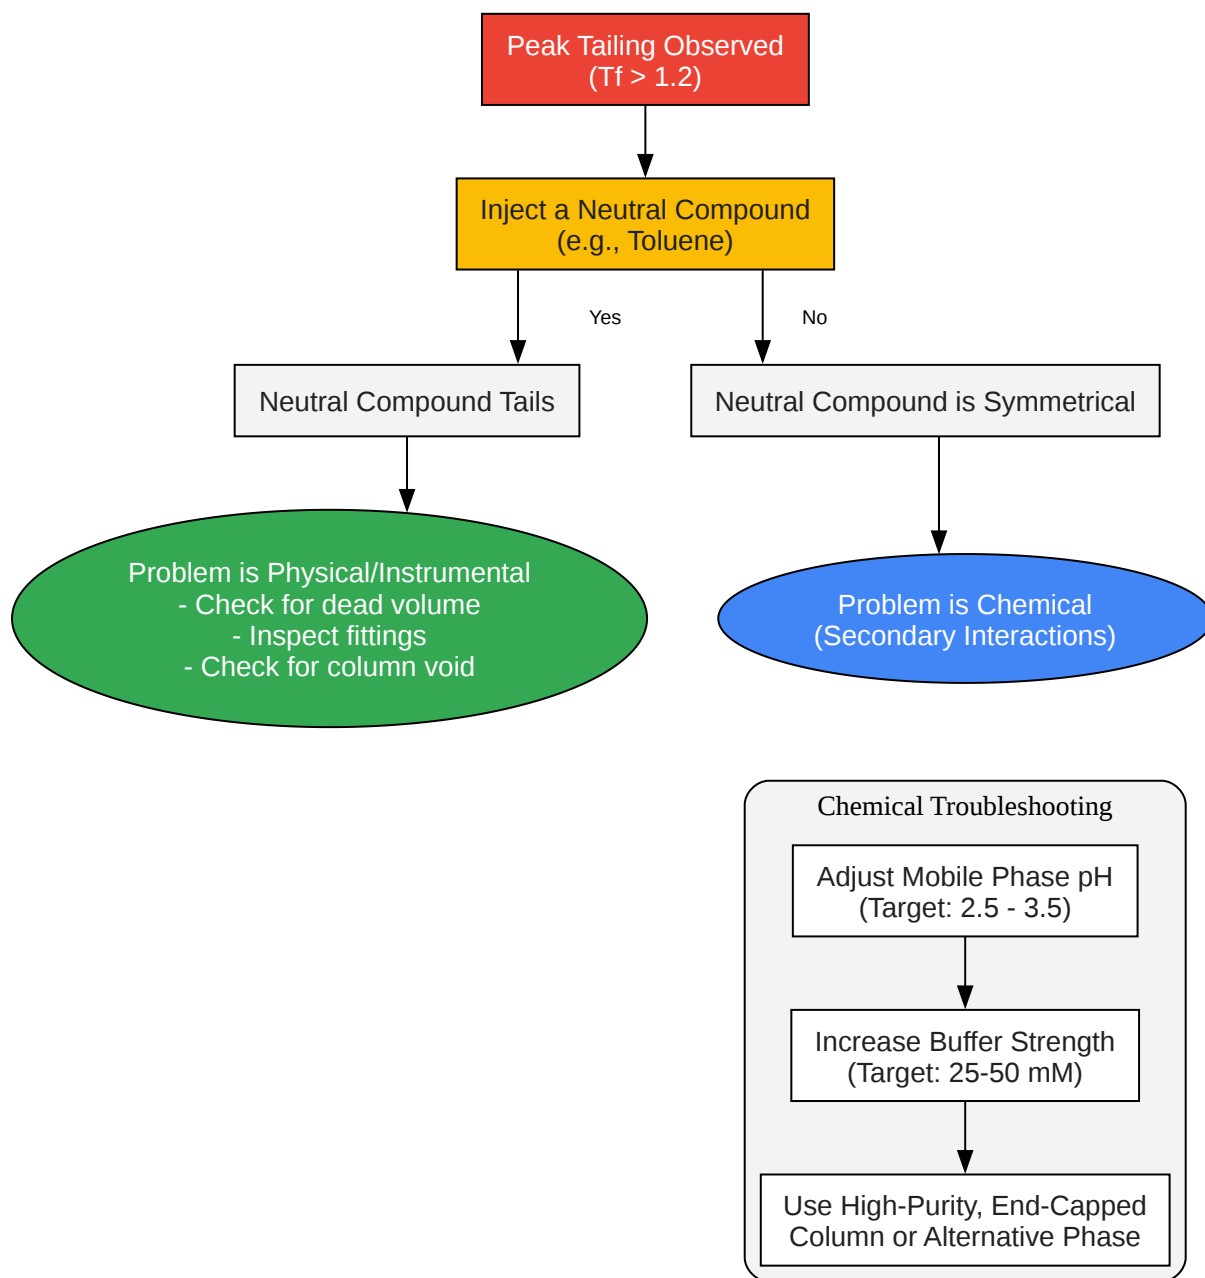 Peak Tailing Observed
(Tf > 1.2)
Inject a Neutral Compound
(e.g., Toluene)
Yes
No
Neutral Compound Tails
Neutral Compound is Symmetrical
Problem is Physical/Instrumental
- Check for dead volume
- Inspect fittings
- Check for column void
Problem is Chemical
(Secondary Interactions)
Chemical Troubleshooting
Adjust Mobile Phase pH
(Target: 2.5 - 3.5)
Increase Buffer Strength
(Target: 25-50 mM)
Use High-Purity, End-Capped
Column or Alternative Phase